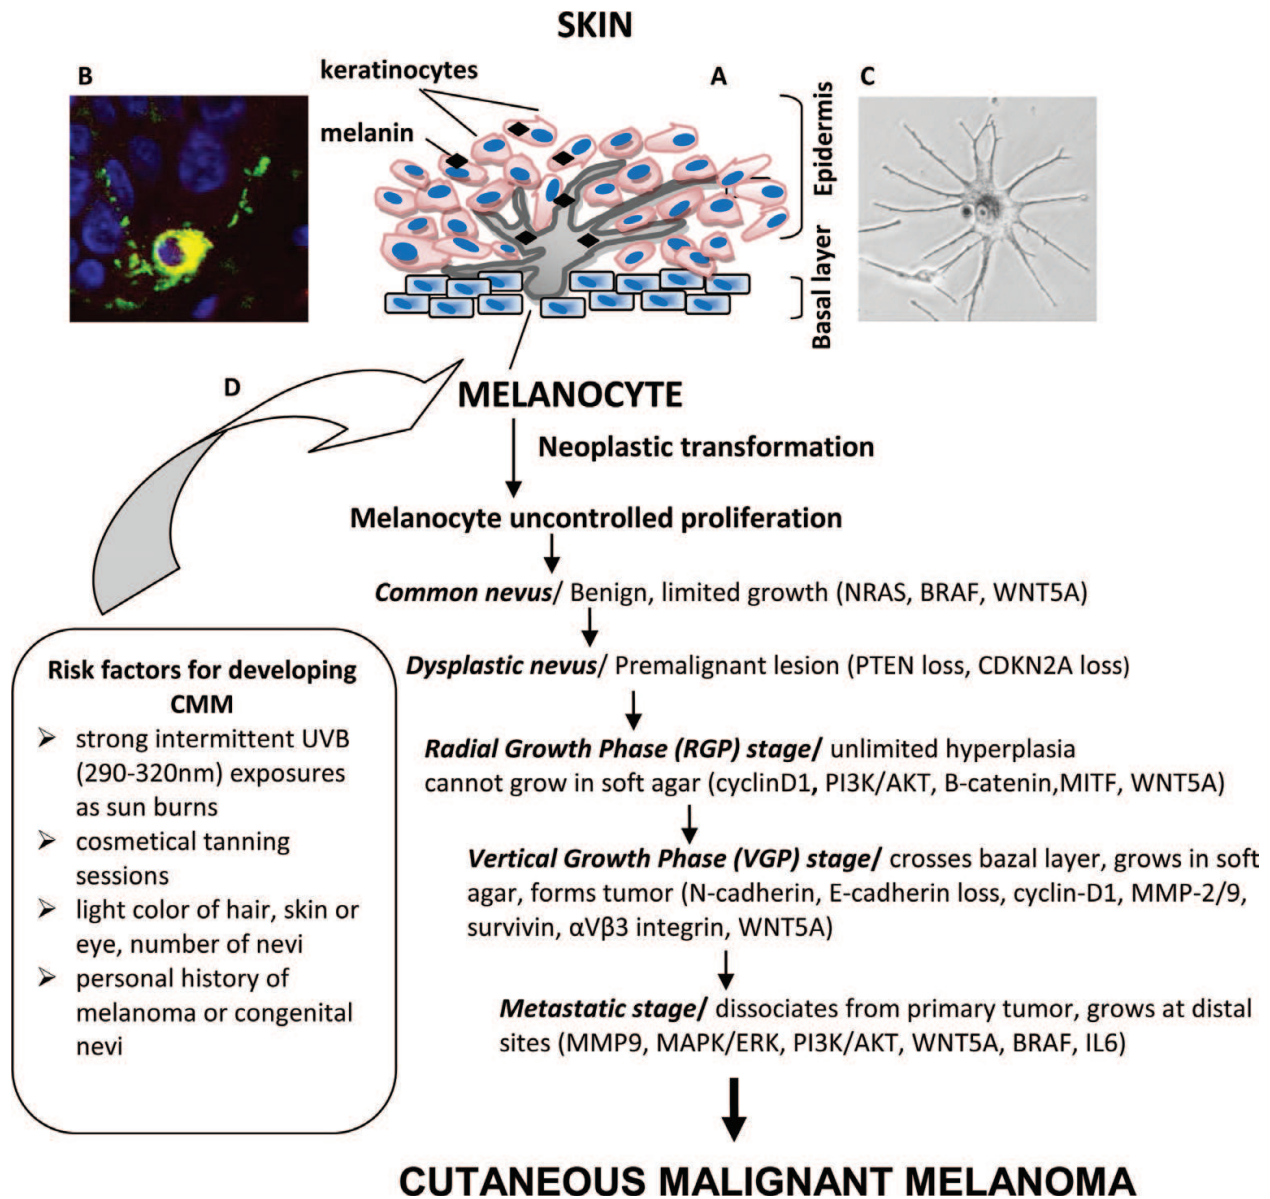 SKIN
B
keratinocytes
A
C
melanin
Epidermis
Basal layer
D
MELANOCYTE
Neoplastic transformation
Melanocyte uncontrolled proliferation
Common nevus/ Benign, limited growth (NRAS, BRAF, WNT5A)
Dysplastic nevus/ Premalignant lesion (PTEN loss, CDKN2A loss)
Radial Growth Phase (RGP) stage/ unlimited hyperplasia
cannot grow in soft agar (cyclinD1, PI3K/AKT, B-catenin,MITF, WNT5A)
Vertical Growth Phase (VGP) stage/ crosses bazal layer, grows in soft
agar, forms tumor (N-cadherin, E-cadherin loss, cyclin-D1, MMP-2/9,
survivin, αVβ3 integrin, WNT5A)
Metastatic stage/ dissociates from primary tumor, grows at distal
sites (MMP9, MAPK/ERK, PI3K/AKT, WNT5A, BRAF, IL6)
CUTANEOUS MALIGNANT MELANOMA
Risk factors for developing
CMM
➢ strong intermittent UVB
(290-320nm) exposures
as sun burns
➢ cosmetical tanning
sessions
➢ light color of hair, skin or
eye, number of nevi
➢ personal history of
melanoma or congenital
nevi